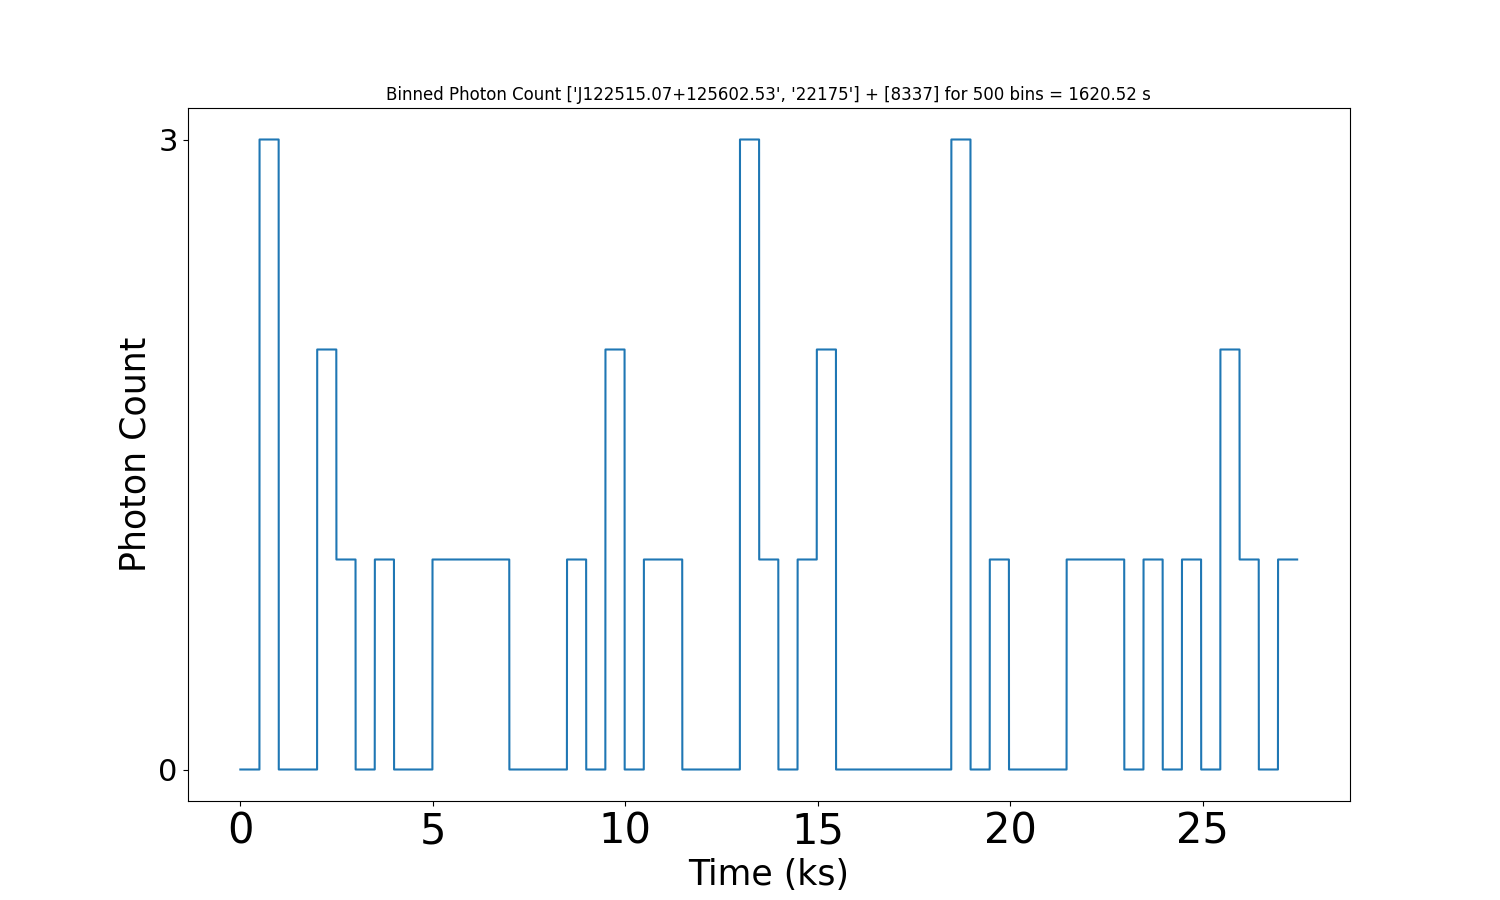 Binned Photon Count ['J122515.07+125602.53', '22175'] + [8337] for 500 bins = 1620.52 s
3
0
Photon Count
0 5 10 15 20 25
Time (ks)